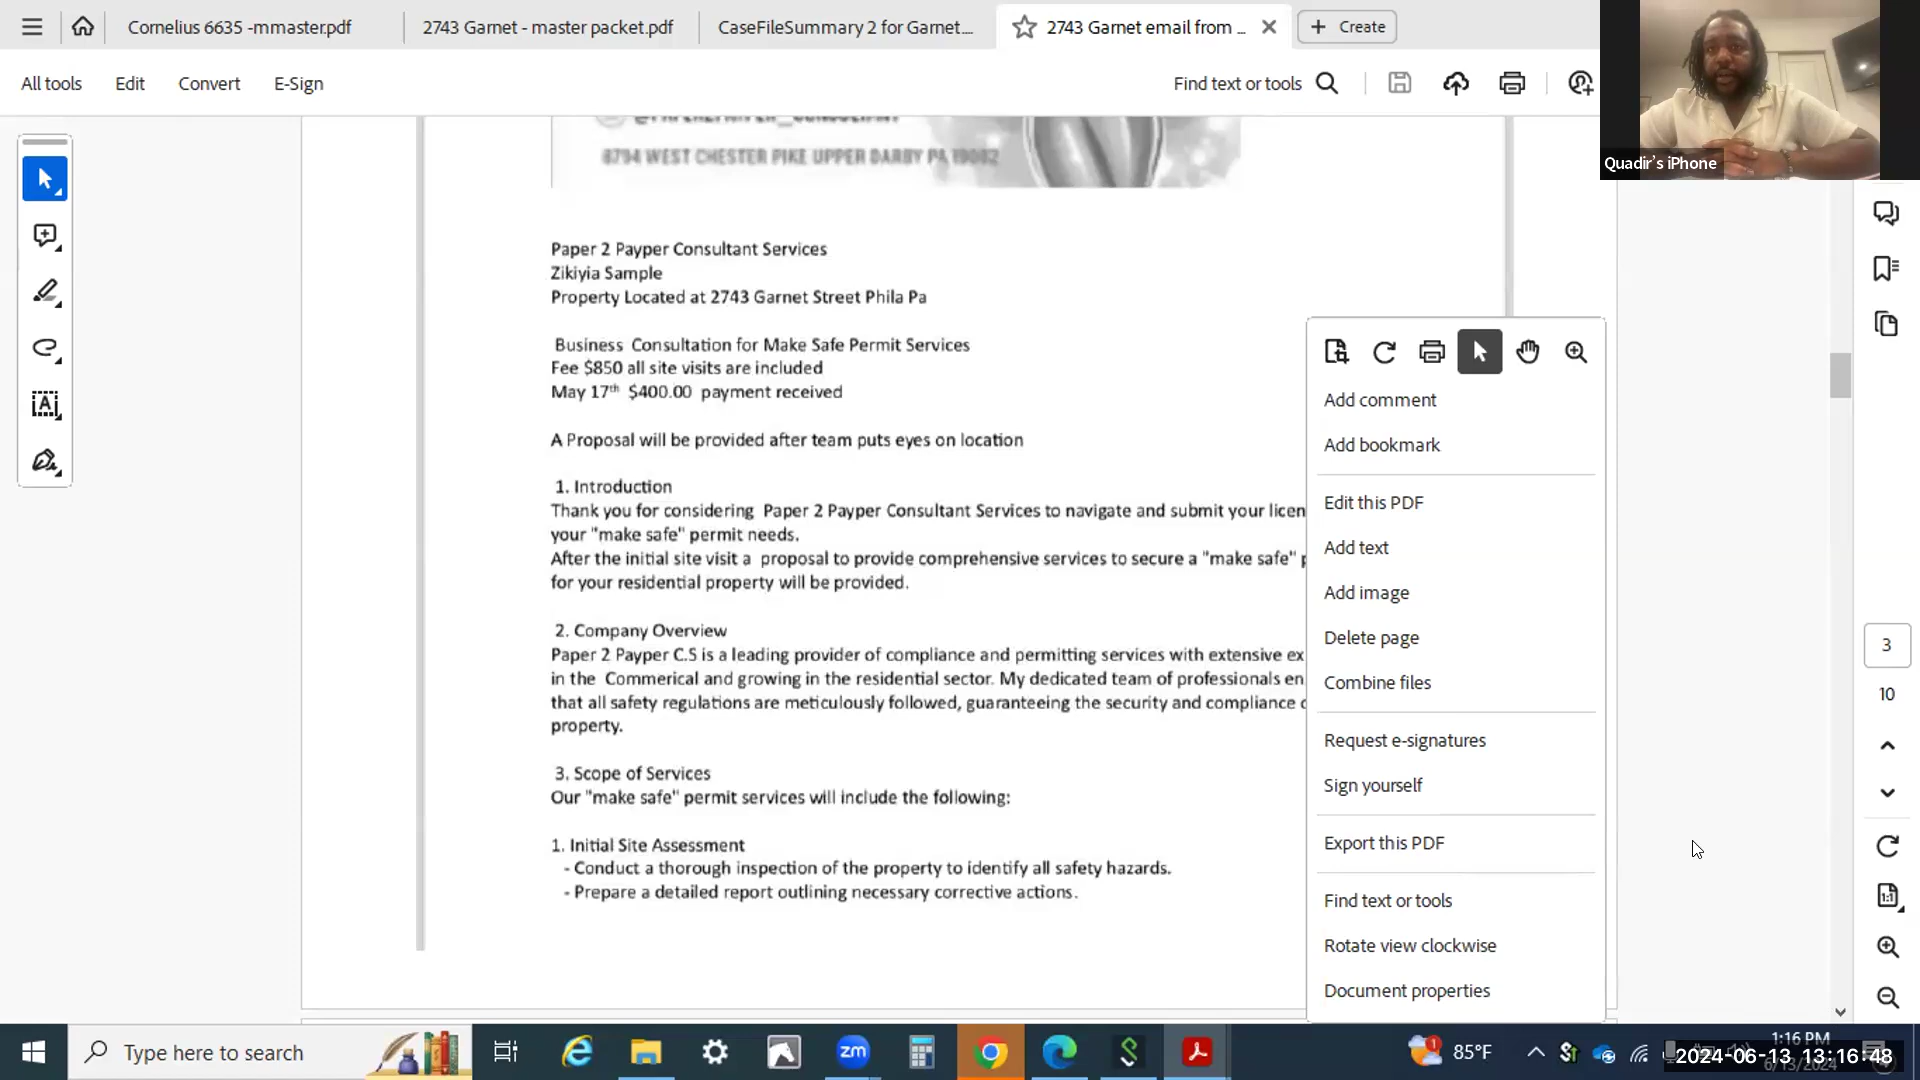 Cornelius 6635 -mmaster.pdf
2743 Garnet - master packet.pdf
CaseFileSummary 2 for Garnet....
2743 Garnet email from ...
Create
All tools
Edit
Convert
E-Sign
Find text or tools
Quadir's iPhone
8794 WEST CHESTER PIKE UPPER DARBY PA 19082
Paper 2 Payper Consultant Services
Zikiyia Sample
Property Located at 2743 Garnet Street Phila Pa
Business Consultation for Make Safe Permit Services
Fee $850 all site visits are included
May 17th $400.00 payment received
A Proposal will be provided after team puts eyes on location
1. Introduction
Thank you for considering Paper 2 Payper Consultant Services to navigate and submit your licen
your "make safe" permit needs.
After the initial site visit a proposal to provide comprehensive services to secure a "make safe" p
for your residential property will be provided.
2. Company Overview
Paper 2 Payper C.S is a leading provider of compliance and permitting services with extensive ex
in the Commerical and growing in the residential sector. My dedicated team of professionals en
that all safety regulations are meticulously followed, guaranteeing the security and compliance o
property.
3. Scope of Services
Our "make safe" permit services will include the following:
1. Initial Site Assessment
- Conduct a thorough inspection of the property to identify all safety hazards.
- Prepare a detailed report outlining necessary corrective actions.
Add comment
Add bookmark
Edit this PDF
Add text
Add image
Delete page
Combine files
Request e-signatures
Sign yourself
Export this PDF
Find text or tools
Rotate view clockwise
Document properties
3
10
Type here to search
zm
85°F
1:16 PM
2024-06-13 13:16:48